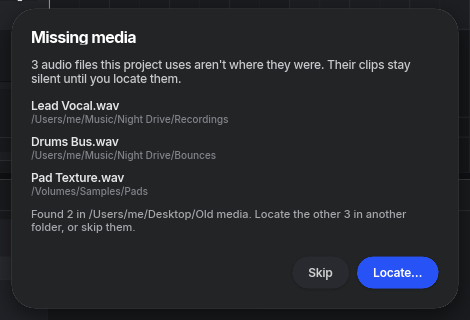 Missing media
3 audio files this project uses aren't where they were. Their clips stay
silent until you locate them.
Lead Vocal.wav
/Users/me/Music/Night Drive/Recordings
Drums Bus.wav
/Users/me/Music/Night Drive/Bounces
Pad Texture.wav
/Volumes/Samples/Pads
Found 2 in /Users/me/Desktop/Old media. Locate the other 3 in another
folder, or skip them.
Skip
Locate...